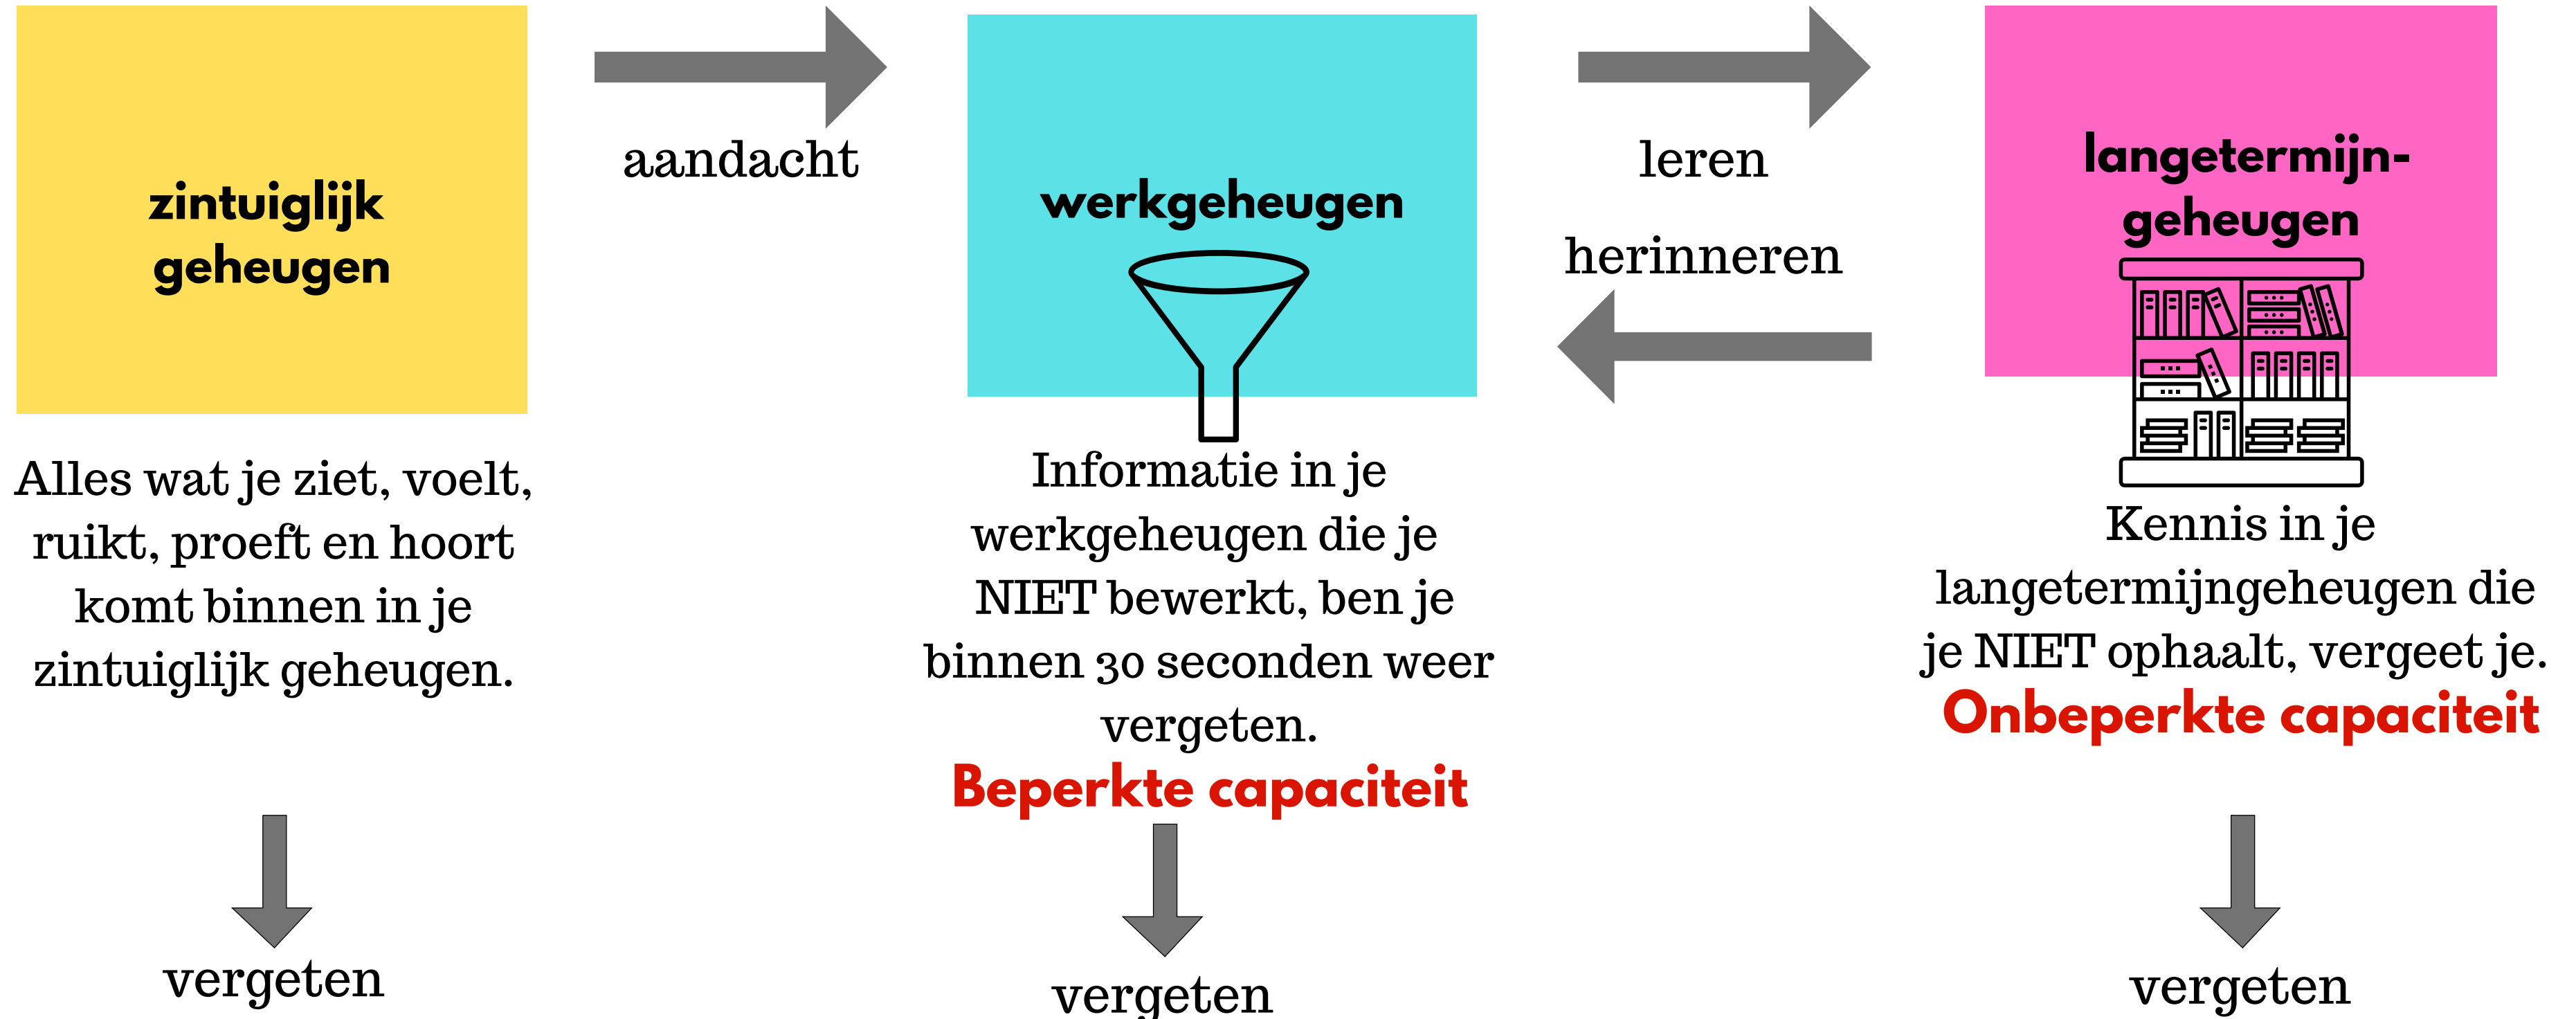 zintuiglijk
geheugen
aandacht
werkgeheugen
leren
herinneren
langetermijn-
geheugen
Alles wat je ziet, voelt,
ruikt, proeft en hoort
komt binnen in je
zintuiglijk geheugen.
Informatie in je
werkgeheugen die je
NIET bewerkt, ben je
binnen 30 seconden weer
vergeten.
Beperkte capaciteit
Kennis in je
langetermijngeheugen die
je NIET ophaalt, vergeet je.
Onbeperkte capaciteit
vergeten
vergeten
vergeten